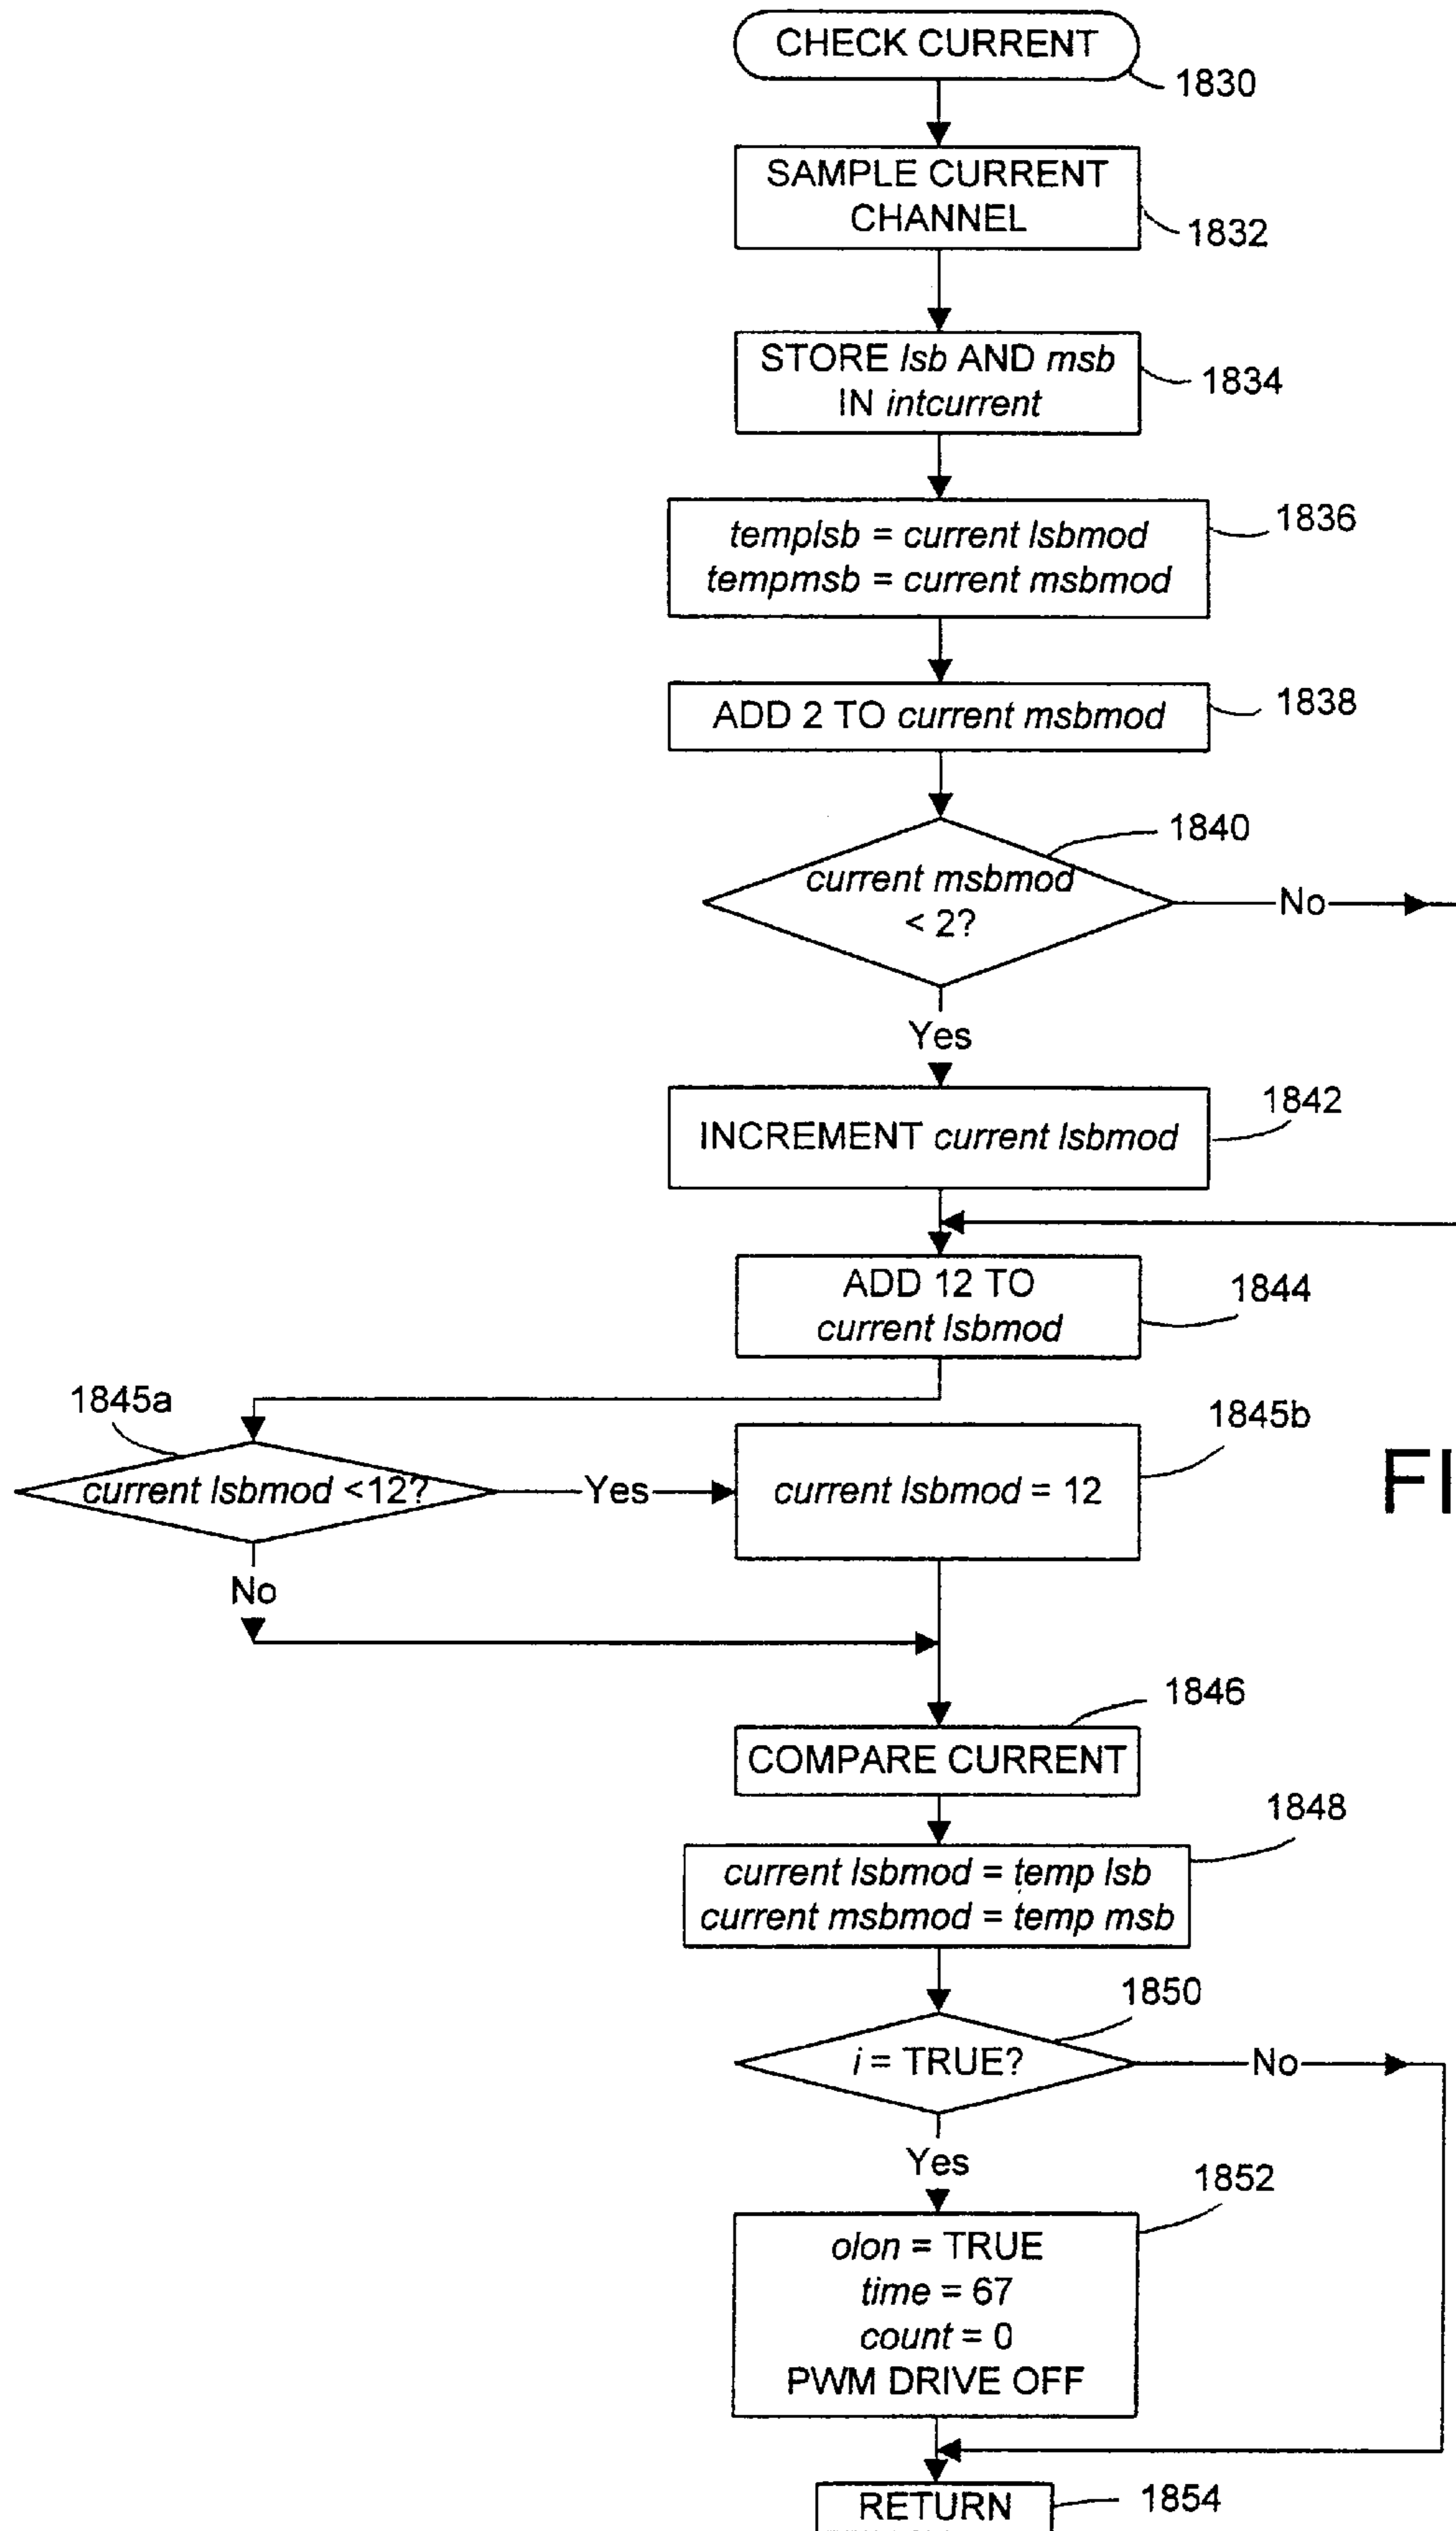 CHECK CURRENT
1830
SAMPLE CURRENT
CHANNEL
1832
STORE lsb AND msb
IN intcurrent
1834
templsb = current lsbmod
tempmsb = current msbmod
1836
ADD 2 TO current msbmod
1838
1840
current msbmod
< 2?
No
Yes
INCREMENT current lsbmod
1842
ADD 12 TO
current lsbmod
1844
1845a
current lsbmod <12?
Yes
current lsbmod = 12
1845b
FI
No
1846
COMPARE CURRENT
1848
current lsbmod = temp lsb
current msbmod = temp msb
1850
i = TRUE?
No
Yes
1852
olon = TRUE
time = 67
count = 0
PWM DRIVE OFF
RETURN
1854